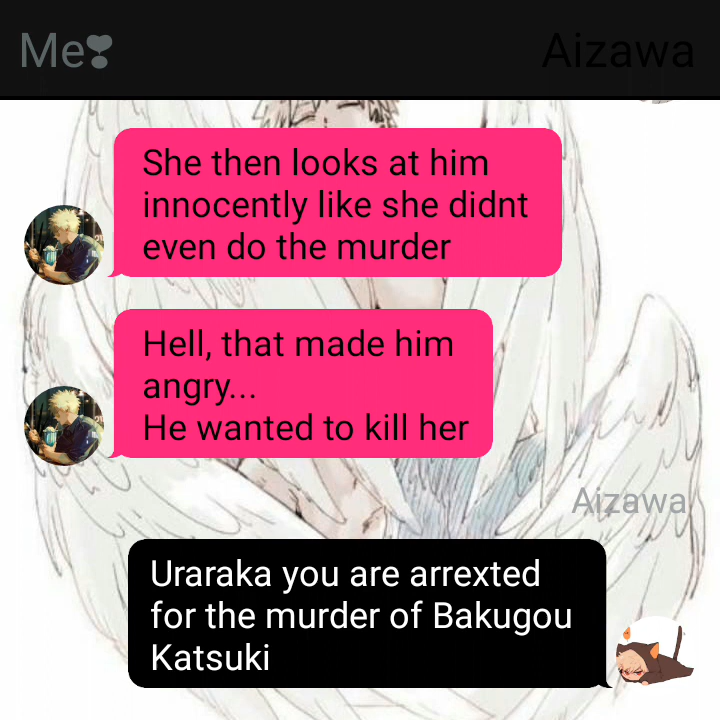 Me❣ Aizawa
She then looks at him
innocently like she didnt
even do the murder
Hell, that made him
angry...
He wanted to kill her
Aizawa
Uraraka you are arrexted
for the murder of Bakugou
Katsuki